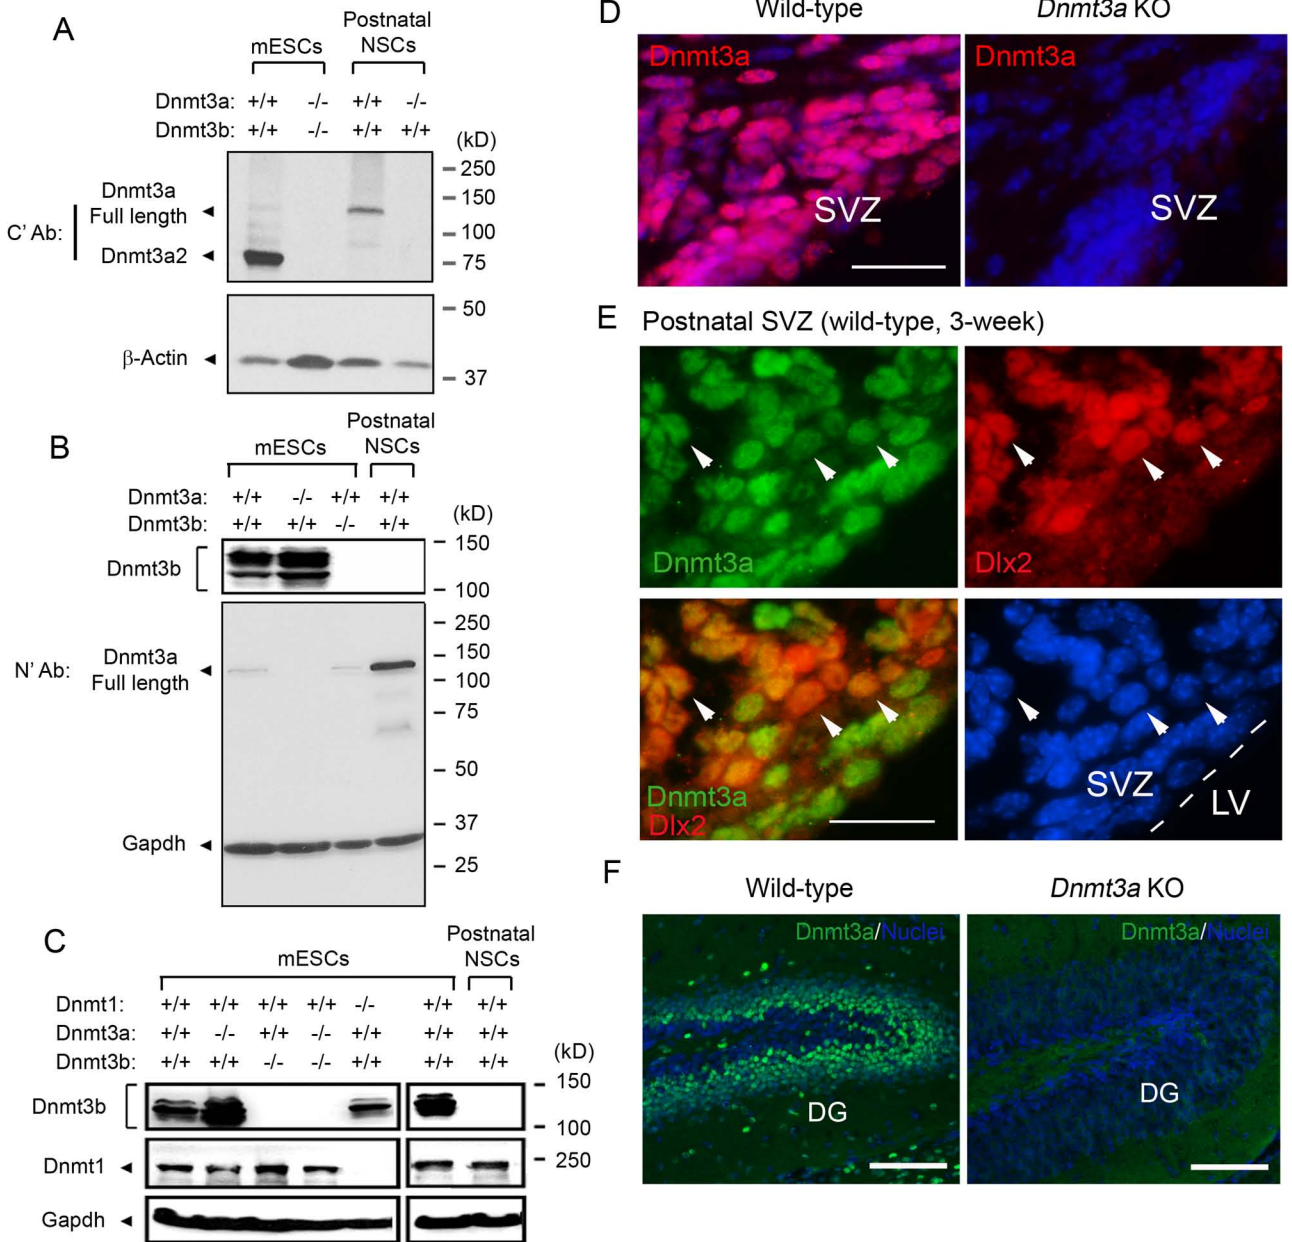 A
Postnatal
mESCs NSCs
Dnmt3a: +/+ -/- +/+ -/-
Dnmt3b: +/+ -/- +/+ +/+
(kD)
250
Dnmt3a 150
C' Ab: Full length
100
Dnmt3a2 75
50
β-Actin
37
B
Postnatal
mESCs NSCs
Dnmt3a: +/+ -/- +/+ +/+
Dnmt3b: +/+ +/+ -/- +/+
(kD)
150
Dnmt3b
100
250
N' Ab: Dnmt3a 150
Full length 100
75
50
37
Gapdh
25
C
Postnatal
mESCs NSCs
Dnmt1: +/+ +/+ +/+ +/+ -/- +/+ +/+
Dnmt3a: +/+ -/- +/+ -/- +/+ +/+ +/+
Dnmt3b: +/+ +/+ -/- -/- +/+ +/+ +/+
(kD)
150
Dnmt3b
100
Dnmt1 250
Gapdh
D Wild-type Dnmt3a KO
Dnmt3a Dnmt3a
SVZ SVZ
E Postnatal SVZ (wild-type, 3-week)
Dnmt3a Dlx2
Dnmt3a
Dlx2
SVZ
LV
F
Wild-type Dnmt3a KO
Dnmt3a/Nuclei Dnmt3a/Nuclei
DG DG